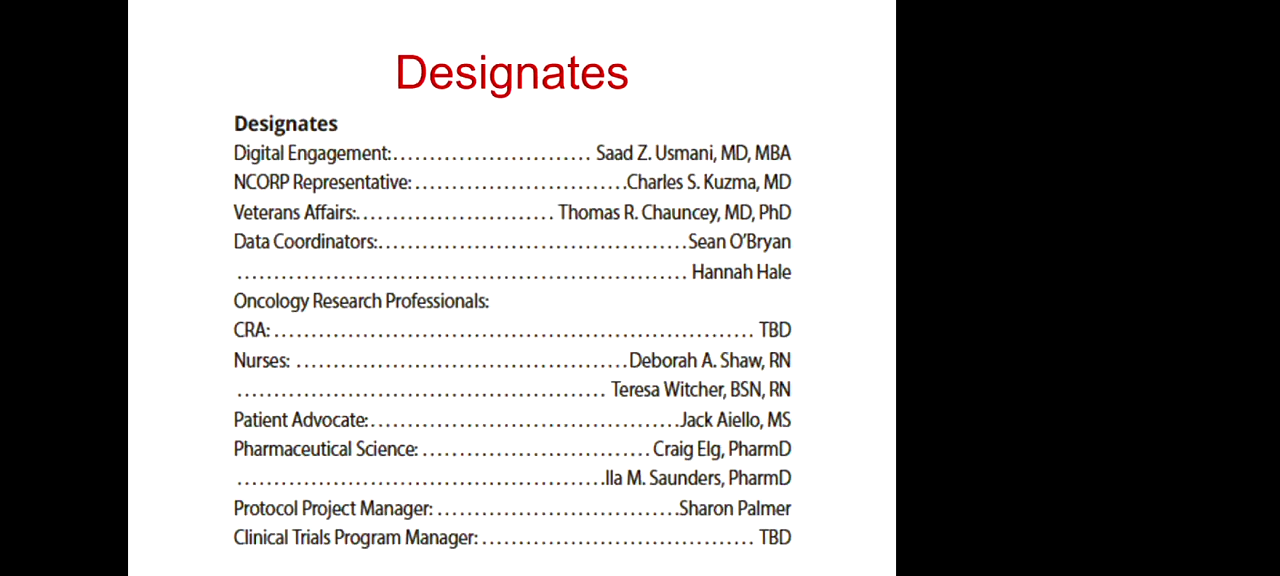 Designates
Designates
Digital Engagement:........................... Saad Z. Usmani, MD, MBA
NCORP Representative:.............................Charles S. Kuzma, MD
Veterans Affairs:........................... Thomas R. Chauncey, MD, PhD
Data Coordinators:..........................................Sean O’Bryan
............................................................. Hannah Hale
Oncology Research Professionals:
CRA:................................................................. TBD
Nurses: .............................................Deborah A. Shaw, RN
.................................................. Teresa Witcher, BSN, RN
Patient Advocate:..........................................Jack Aiello, MS
Pharmaceutical Science: ............................... Craig Elg, PharmD
..................................................Ila M. Saunders, PharmD
Protocol Project Manager: .................................Sharon Palmer
Clinical Trials Program Manager:..................................... TBD